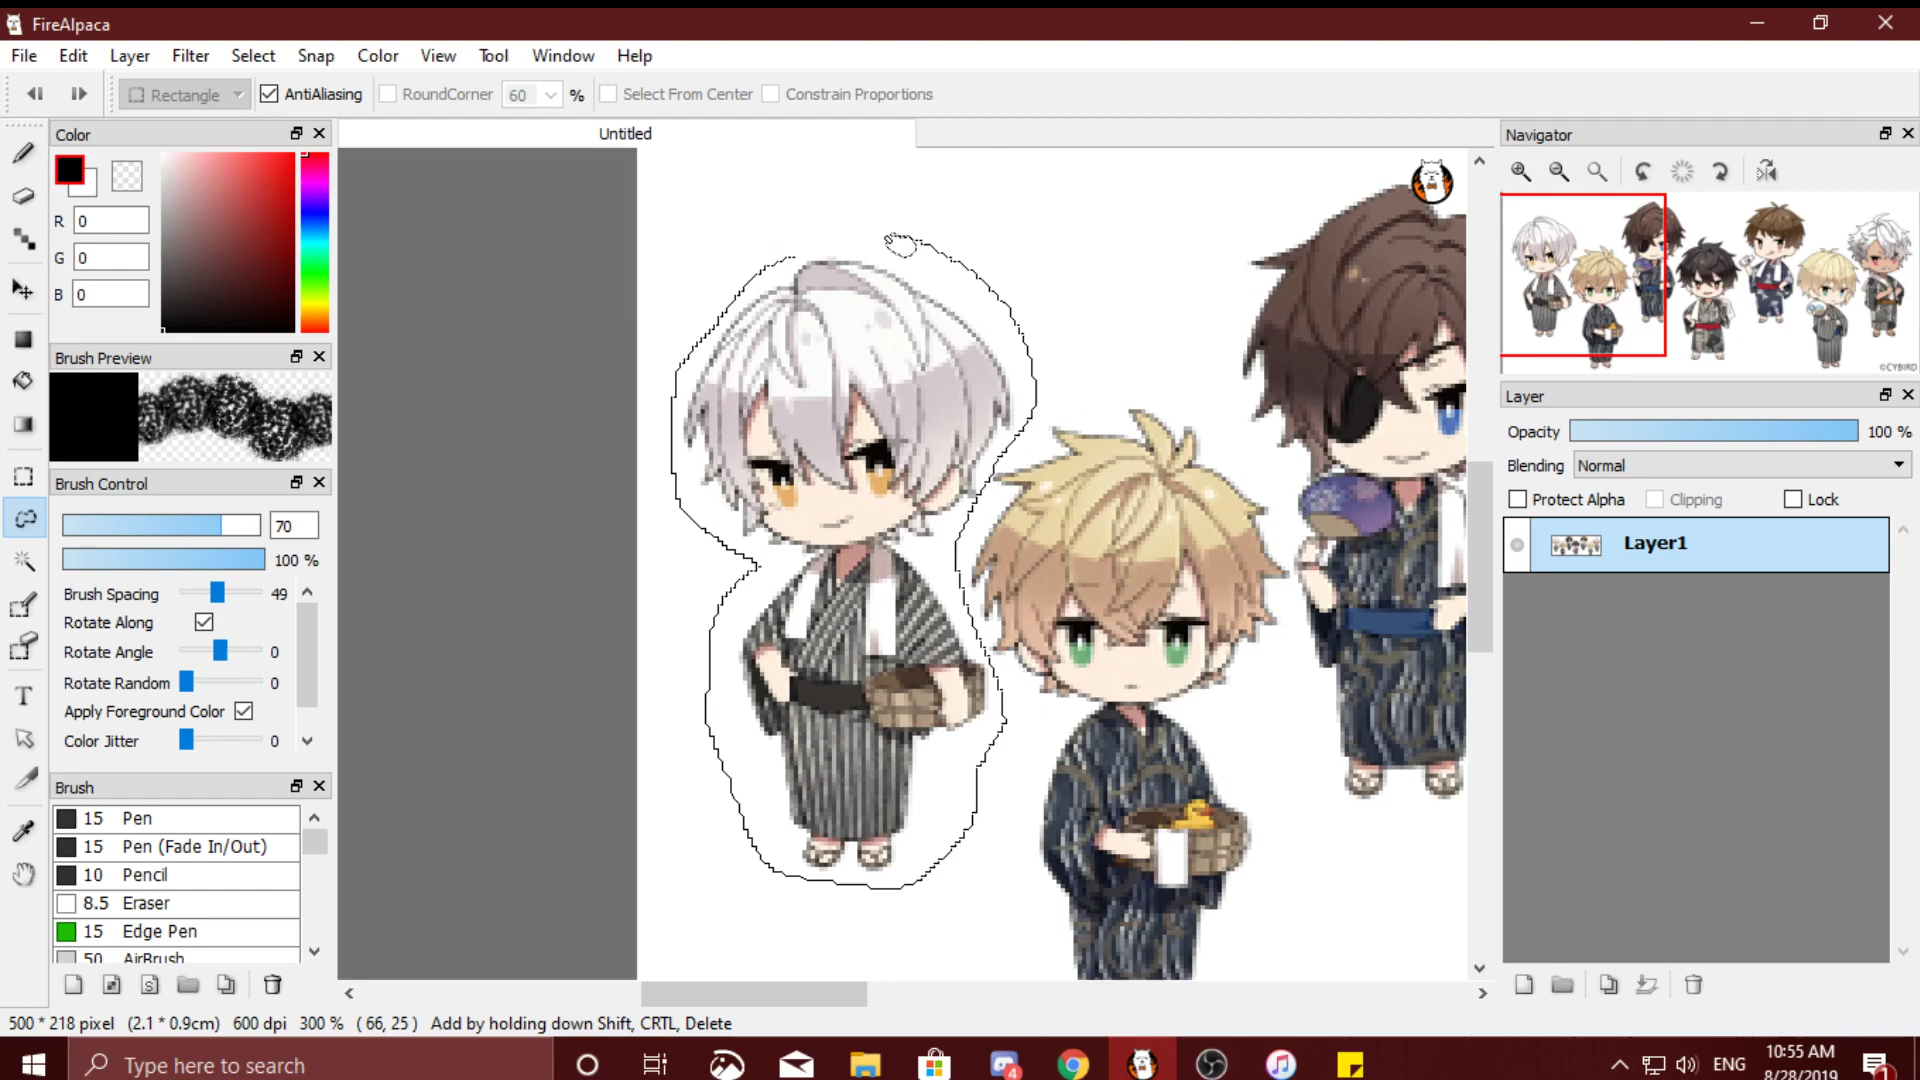 FireAlpaca
File Edit Layer Filter Select Snap Color View Tool Window Help
Rectangle AntiAliasing RoundCorner 60 % Select From Center Constrain Proportions
Color
Untitled
Navigator
R 0
G 0
B 0
©CYBIRD
Brush Preview
Layer
Opacity 100 %
Blending Normal
Protect Alpha Clipping Lock
Layer1
Brush Control
70
100 %
Brush Spacing 49
Rotate Along
Rotate Angle 0
Rotate Random 0
Apply Foreground Color
Color Jitter 0
Brush
15 Pen
15 Pen (Fade In/Out)
10 Pencil
8.5 Eraser
15 Edge Pen
50 AirBrush
500 * 218 pixel (2.1 * 0.9cm) 600 dpi 300 % ( 66, 25 ) Add by holding down Shift, CRTL, Delete
Type here to search
4
ENG
10:55 AM
8/28/2019
1